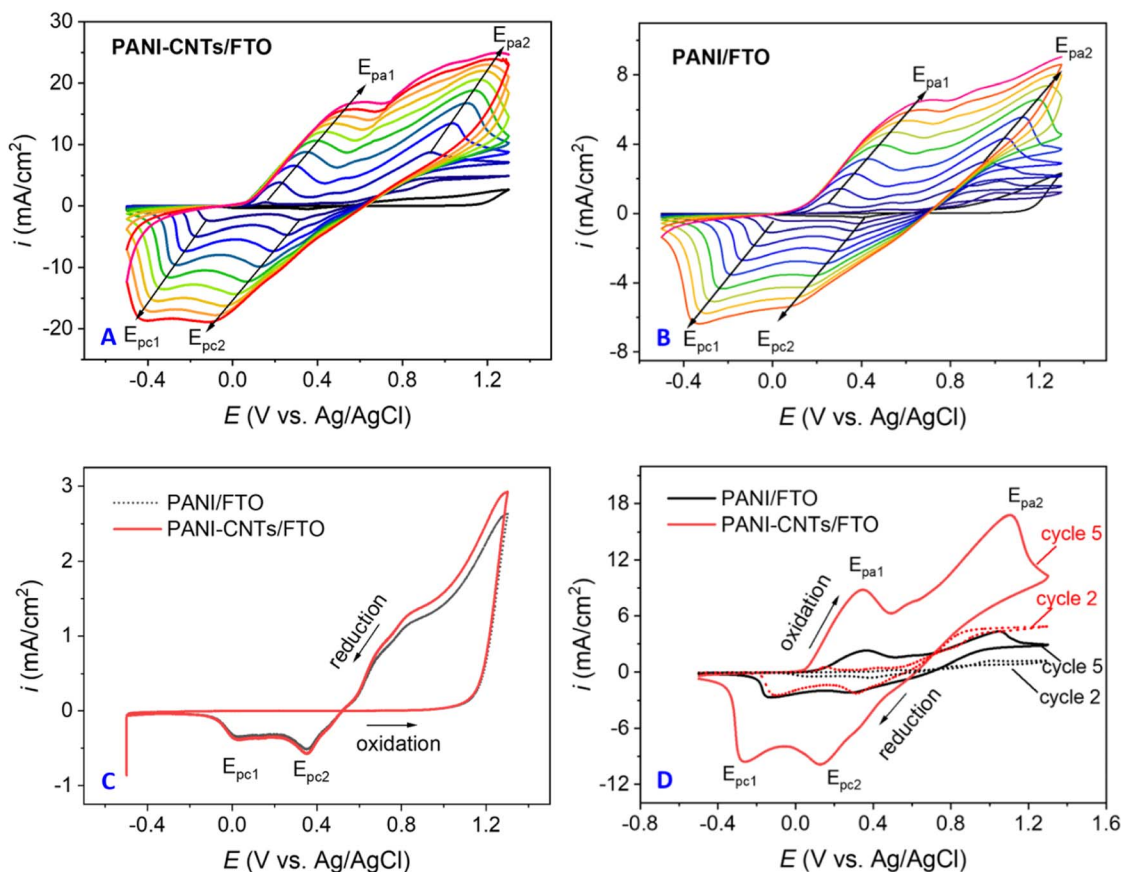 PANI-CNTs/FTO
E_pa1
E_pa2
E_pc1
E_pc2
30
20
10
0
-10
-20
-0.4 0.0 0.4 0.8 1.2
i (mA/cm²)
E (V vs. Ag/AgCl)
A
PANI/FTO
E_pa1
E_pa2
E_pc1
E_pc2
8
4
0
-4
-8
-0.4 0.0 0.4 0.8 1.2
i (mA/cm²)
E (V vs. Ag/AgCl)
B
PANI/FTO
PANI-CNTs/FTO
reduction
oxidation
E_pc1
E_pc2
3
2
1
0
-1
0.0 0.4 0.8 1.2
-0.4
i (mA/cm²)
E (V vs. Ag/AgCl)
C
PANI/FTO
PANI-CNTs/FTO
E_pa1
E_pa2
cycle 5
cycle 2
cycle 5
cycle 2
oxidation
reduction
E_pc1
E_pc2
18
12
6
0
-6
-12
-0.8 -0.4 0.0 0.4 0.8 1.2 1.6
i (mA/cm²)
E (V vs. Ag/AgCl)
D